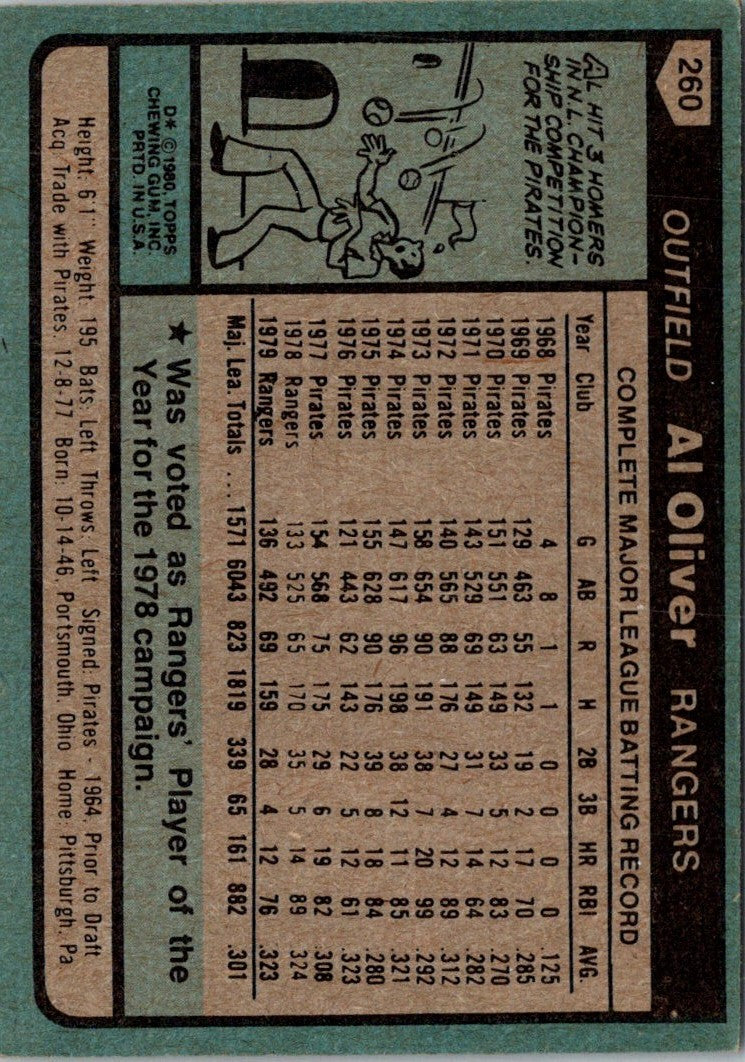 260
OUTFIELD Al Oliver RANGERS
AL HIT 3 HOMERS
IN N.L. CHAMPION-
SHIP COMPETITION
FOR THE PIRATES.
D* © 1980, TOPPS
CHEWING GUM, INC.
PRTD. IN U.S.A.
COMPLETE MAJOR LEAGUE BATTING RECORD
Year Club G AB R H 2B 3B HR RBI AVG.
1968 Pirates 4 8 1 1 0 0 0 0 .125
1969 Pirates 129 463 55 132 19 2 17 70 .285
1970 Pirates 151 551 63 149 33 5 12 83 .270
1971 Pirates 143 529 69 149 31 7 14 64 .282
1972 Pirates 140 565 88 176 27 4 12 89 .312
1973 Pirates 158 654 90 191 38 7 20 99 .292
1974 Pirates 147 617 96 198 38 12 11 85 .321
1975 Pirates 155 628 90 176 39 8 18 84 .280
1976 Pirates 121 443 62 143 22 5 12 61 .323
1977 Pirates 154 568 75 175 29 6 19 82 .308
1978 Rangers 133 525 65 170 35 5 14 89 .324
1979 Rangers 136 492 69 159 28 4 12 76 .323
Maj. Lea. Totals ... 1571 6043 823 1819 339 65 161 882 .301
★ Was voted as Rangers' Player of the
Year for the 1978 campaign.
Height: 6'1" Weight: 195 Bats: Left Throws: Left Signed: Pirates - 1964, Prior to Draft
Acq: Trade with Pirates, 12-8-77 Born: 10-14-46, Portsmouth, Ohio Home: Pittsburgh, Pa.